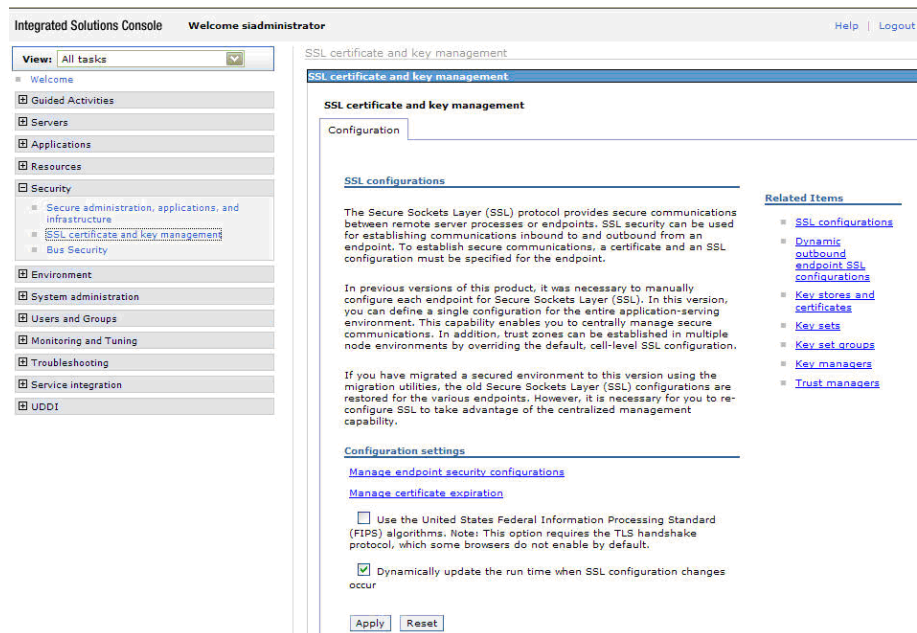 Integrated Solutions Console Welcome siadministrator Help | Logout
View: All tasks
Welcome
Guided Activities
Servers
Applications
Resources
Security
Secure administration, applications, and
infrastructure
SSL certificate and key management
Bus Security
Environment
System administration
Users and Groups
Monitoring and Tuning
Troubleshooting
Service integration
UDDI
SSL certificate and key management
SSL certificate and key management
SSL certificate and key management
Configuration
SSL configurations
The Secure Sockets Layer (SSL) protocol provides secure communications
between remote server processes or endpoints. SSL security can be used
for establishing communications inbound to and outbound from an
endpoint. To establish secure communications, a certificate and an SSL
configuration must be specified for the endpoint.
In previous versions of this product, it was necessary to manually
configure each endpoint for Secure Sockets Layer (SSL). In this version,
you can define a single configuration for the entire application-serving
environment. This capability enables you to centrally manage secure
communications. In addition, trust zones can be established in multiple
node environments by overriding the default, cell-level SSL configuration.
If you have migrated a secured environment to this version using the
migration utilities, the old Secure Sockets Layer (SSL) configurations are
restored for the various endpoints. However, it is necessary for you to re-
configure SSL to take advantage of the centralized management
capability.
Configuration settings
Manage endpoint security configurations
Manage certificate expiration
Use the United States Federal Information Processing Standard
(FIPS) algorithms. Note: This option requires the TLS handshake
protocol, which some browsers do not enable by default.
Dynamically update the run time when SSL configuration changes
occur
Apply Reset
Related Items
SSL configurations
Dynamic
outbound
endpoint SSL
configurations
Key stores and
certificates
Key sets
Key set groups
Key managers
Trust managers